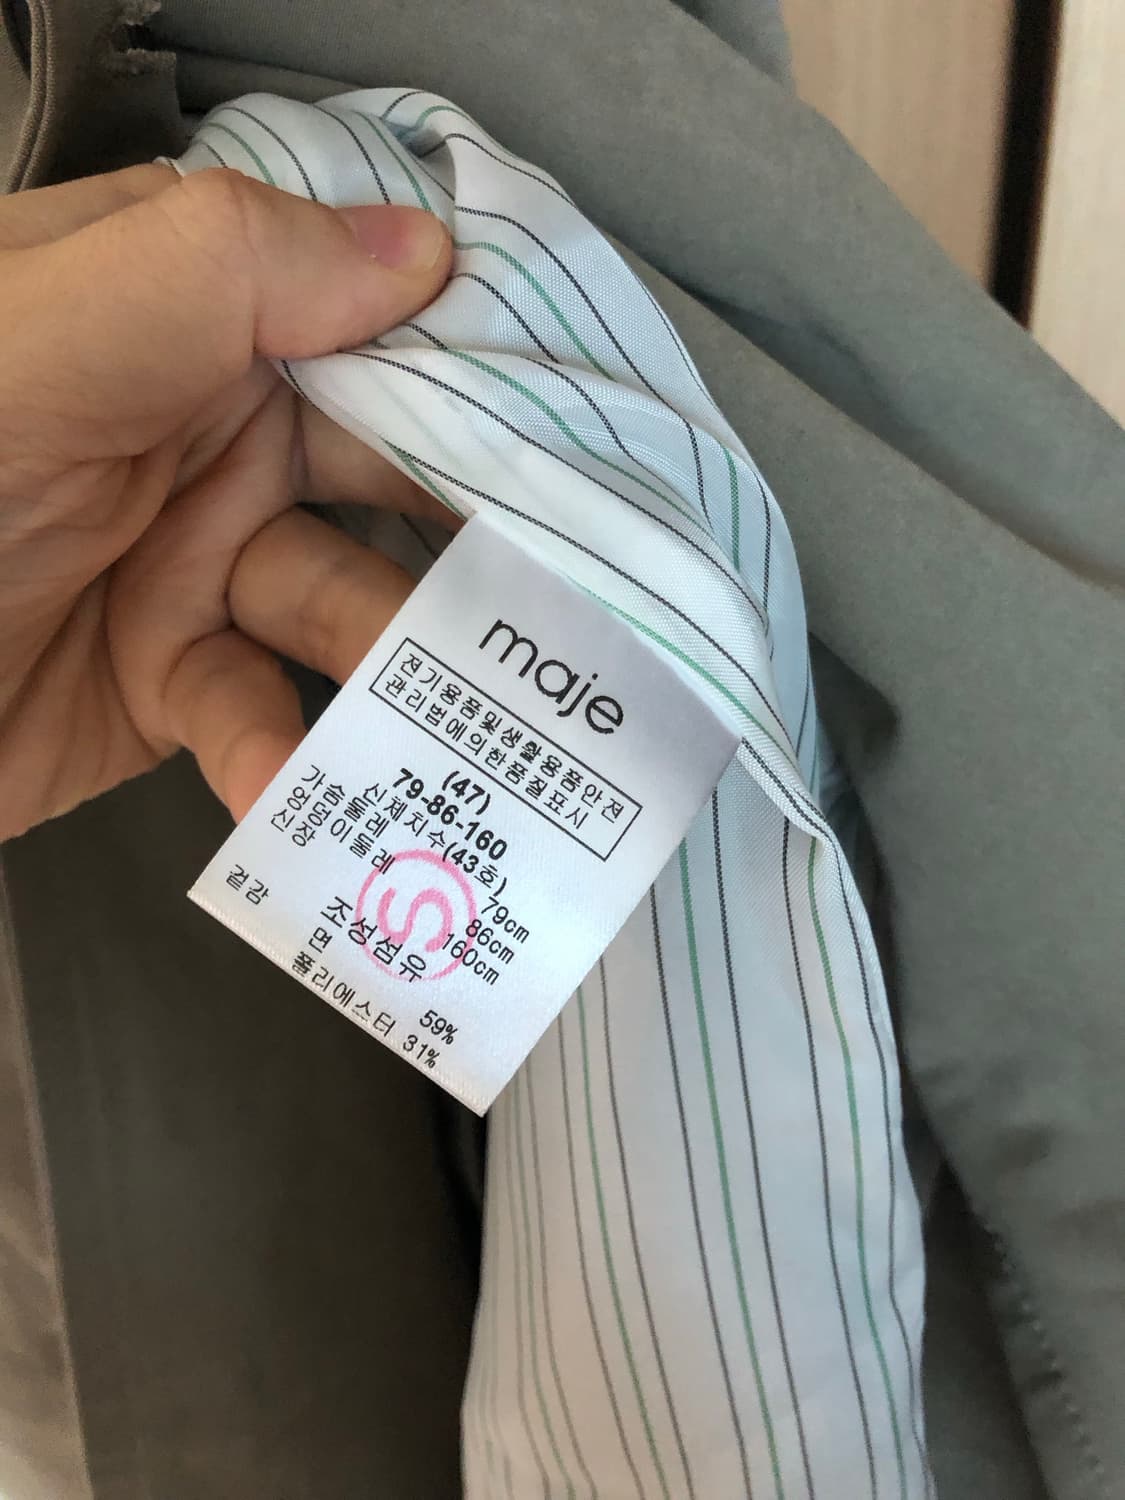 maje
전기용품및생활용품안전
관리법에의한품질표시
(47)
79-86-160
신체치수(43호)
가슴둘레 79cm
엉덩이둘레 86cm
신장 160cm
S
조성섬유
겉감 면 59%
폴리에스터 31%